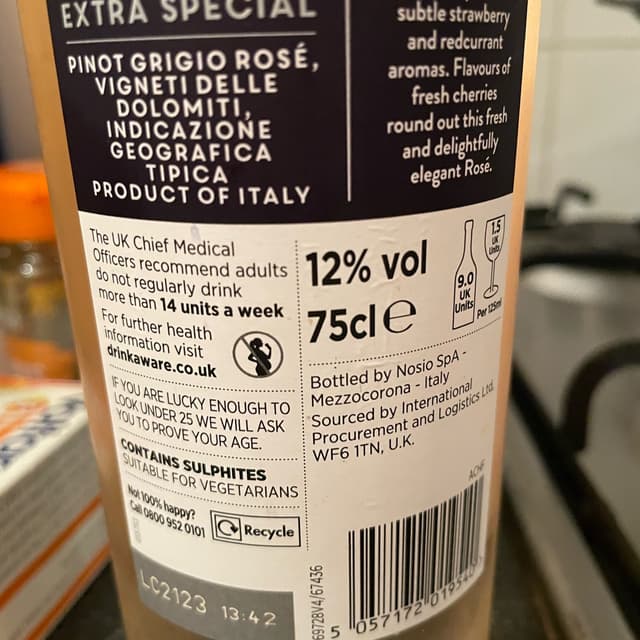 EXTRA SPECIAL
PINOT GRIGIO ROSÉ,
VIGNETI DELLE
DOLOMITI,
INDICAZIONE
GEOGRAFICA
TIPICA
PRODUCT OF ITALY
subtle strawberry
and redcurrant
aromas. Flavours of
fresh cherries
round out this fresh
and delightfully
elegant Rosé.
The UK Chief Medical
Officers recommend adults
do not regularly drink
more than 14 units a week
For further health
information visit
drinkaware.co.uk
IF YOU ARE LUCKY ENOUGH TO
LOOK UNDER 25 WE WILL ASK
YOU TO PROVE YOUR AGE.
CONTAINS SULPHITES
SUITABLE FOR VEGETARIANS
Not 100% happy?
Call 0800 952 0101
Recycle
LC2123 13:42
12% vol
75cl e
9.0
UK
Units
1.5
UK
Units
Per 125ml
Bottled by Nosio SpA -
Mezzocorona - Italy
Sourced by International
Procurement and Logistics Ltd.
WF6 1TN, U.K.
ACHF
69728V4/67436
5 057172 019540